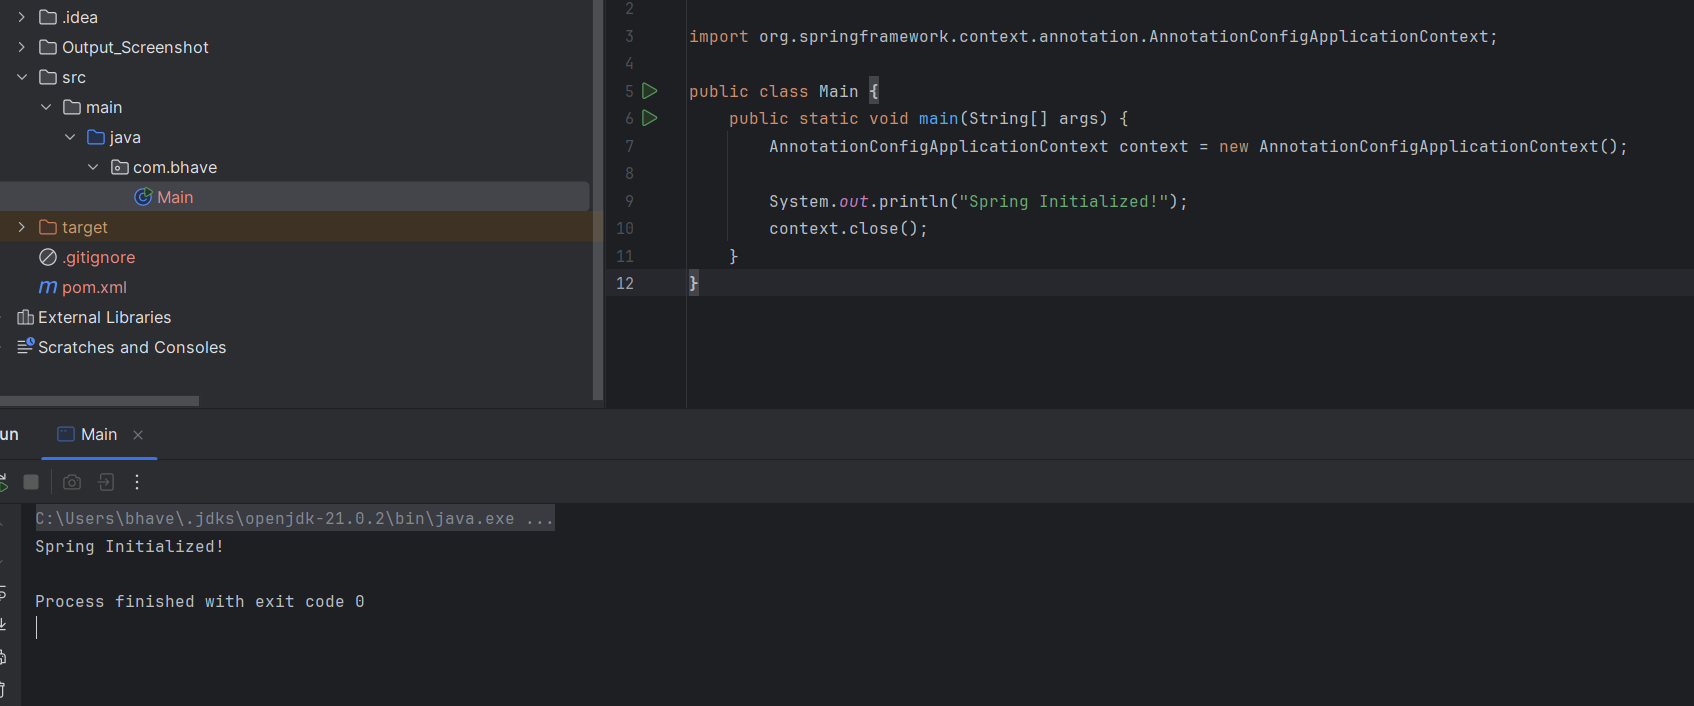 .idea
Output_Screenshot
src
main
java
com.bhave
Main
target
.gitignore
m pom.xml
External Libraries
Scratches and Consoles
2
3 import org.springframework.context.annotation.AnnotationConfigApplicationContext;
4
5 public class Main {
6 public static void main(String[] args) {
7 AnnotationConfigApplicationContext context = new AnnotationConfigApplicationContext();
8
9 System.out.println("Spring Initialized!");
10 context.close();
11 }
12 }
un Main
C:\Users\bhave\.jdks\openjdk-21.0.2\bin\java.exe ...
Spring Initialized!
Process finished with exit code 0